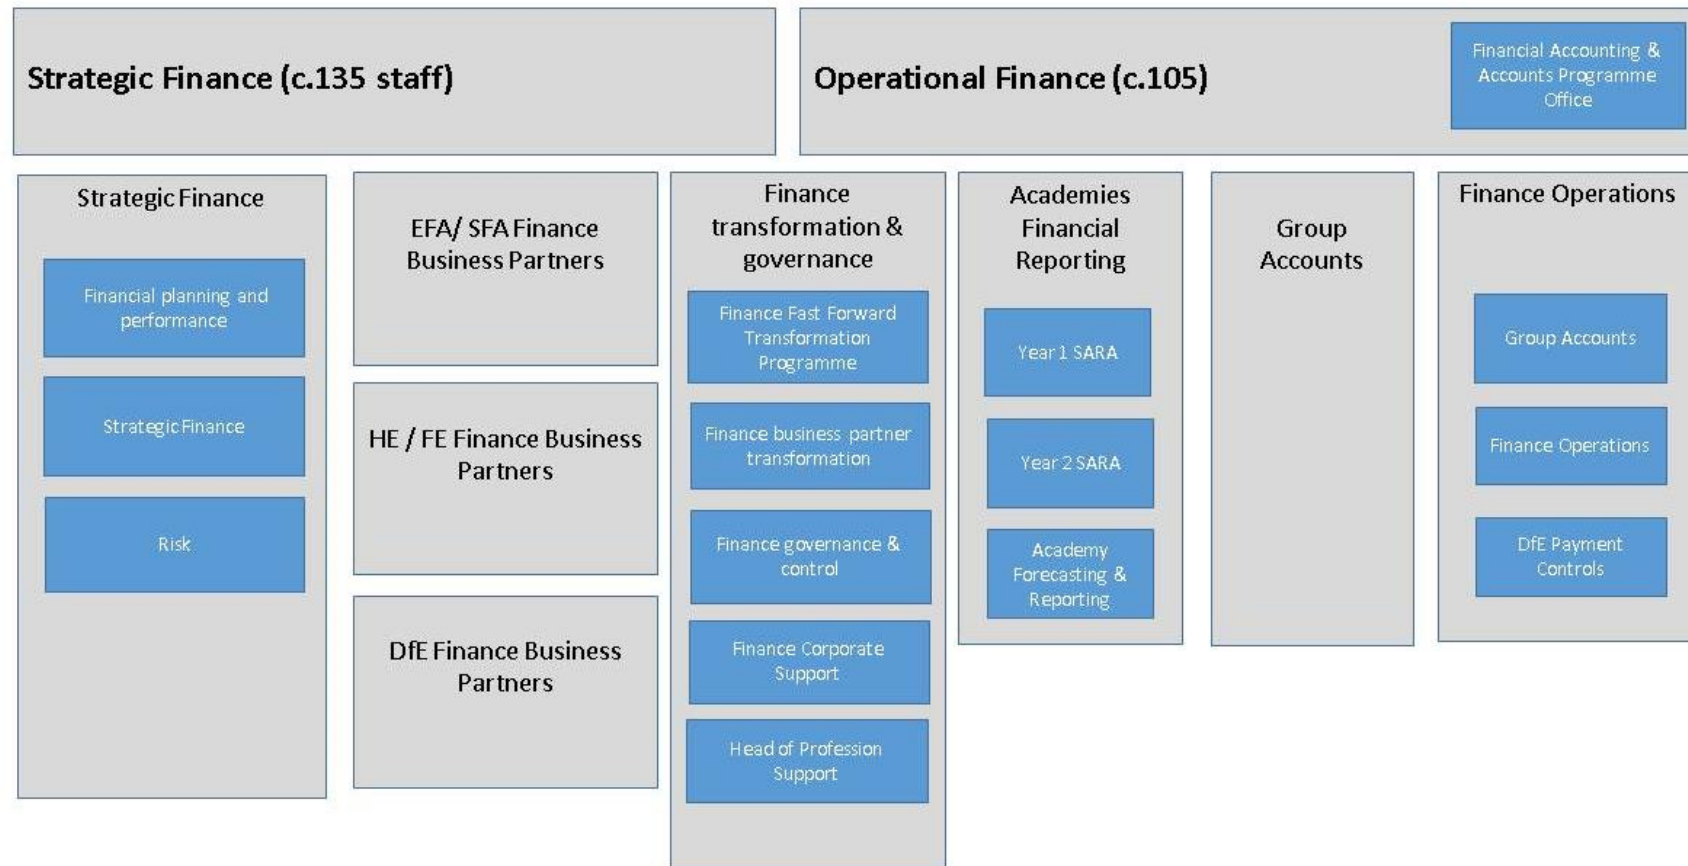 Strategic Finance (c.135 staff)
Operational Finance (c.105)
Financial Accounting &
Accounts Programme
Office
Strategic Finance
Financial planning and
performance
Strategic Finance
Risk
EFA/ SFA Finance
Business Partners
HE / FE Finance Business
Partners
DfE Finance Business
Partners
Finance
transformation &
governance
Finance Fast Forward
Transformation
Programme
Finance business partner
transformation
Finance governance &
control
Finance Corporate
Support
Head of Profession
Support
Academies
Financial
Reporting
Year 1 SARA
Year 2 SARA
Academy
Forecasting &
Reporting
Group
Accounts
Finance Operations
Group Accounts
Finance Operations
DfE Payment
Controls